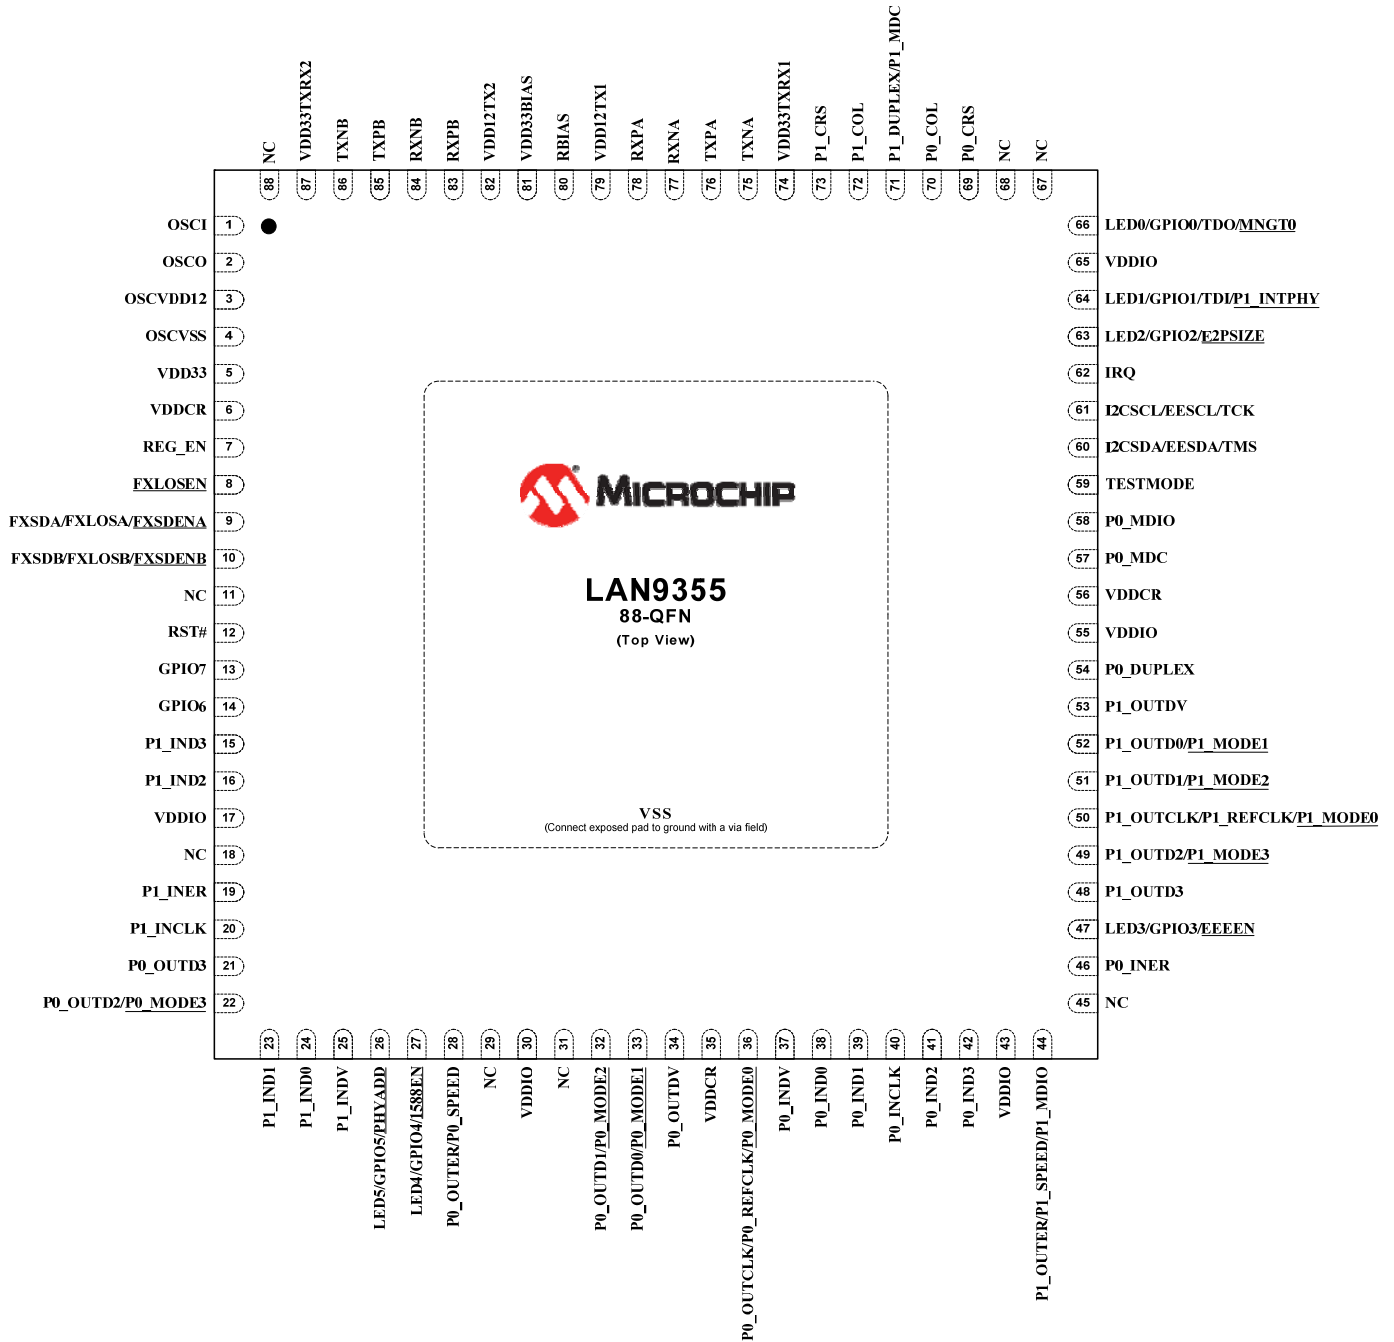 NC
VDD33TXRX2
TXNB
TXPB
RXNB
RXPB
VDD12TX2
VDD33BIAS
RBIAS
VDD12TX1
RXPA
RXNA
TXPA
TXNA
VDD33TXRX1
P1_CRS
P1_COL
P1_DUPLEX/P1_MDC
P0_COL
P0_CRS
NC
NC
88 87 86 85 84 83 82 81 80 79 78 77 76 75 74 73 72 71 70 69 68 67
OSCI 1
OSCO 2
OSCVDD12 3
OSCVSS 4
VDD33 5
VDDCR 6
REG_EN 7
FXLOSEN 8
FXSDA/FXLOSA/FXSDENA 9
FXSDB/FXLOSB/FXSDENB 10
NC 11
RST# 12
GPIO7 13
GPIO6 14
P1_IND3 15
P1_IND2 16
VDDIO 17
NC 18
P1_INER 19
P1_INCLK 20
P0_OUTD3 21
P0_OUTD2/P0_MODE3 22
MICROCHIP
®
LAN9355
88-QFN
(Top View)
VSS
(Connect exposed pad to ground with a via field)
66 LED0/GPIO0/TDO/MNGT0
65 VDDIO
64 LED1/GPIO1/TDI/P1_INTPHY
63 LED2/GPIO2/E2PSIZE
62 IRQ
61 I2CSCL/EESCL/TCK
60 I2CSDA/EESDA/TMS
59 TESTMODE
58 P0_MDIO
57 P0_MDC
56 VDDCR
55 VDDIO
54 P0_DUPLEX
53 P1_OUTDV
52 P1_OUTD0/P1_MODE1
51 P1_OUTD1/P1_MODE2
50 P1_OUTCLK/P1_REFCLK/P1_MODE0
49 P1_OUTD2/P1_MODE3
48 P1_OUTD3
47 LED3/GPIO3/EEEEN
46 P0_INER
45 NC
23 24 25 26 27 28 29 30 31 32 33 34 35 36 37 38 39 40 41 42 43 44
P1_IND1
P1_IND0
P1_INDV
LED5/GPIO5/PHYADD
LED4/GPIO4/1588EN
P0_OUTER/P0_SPEED
NC
VDDIO
NC
P0_OUTD1/P0_MODE2
P0_OUTD0/P0_MODE1
P0_OUTDV
VDDCR
P0_OUTCLK/P0_REFCLK/P0_MODE0
P0_INDV
P0_IND0
P0_IND1
P0_INCLK
P0_IND2
P0_IND3
VDDIO
P1_OUTER/P1_SPEED/P1_MDIO